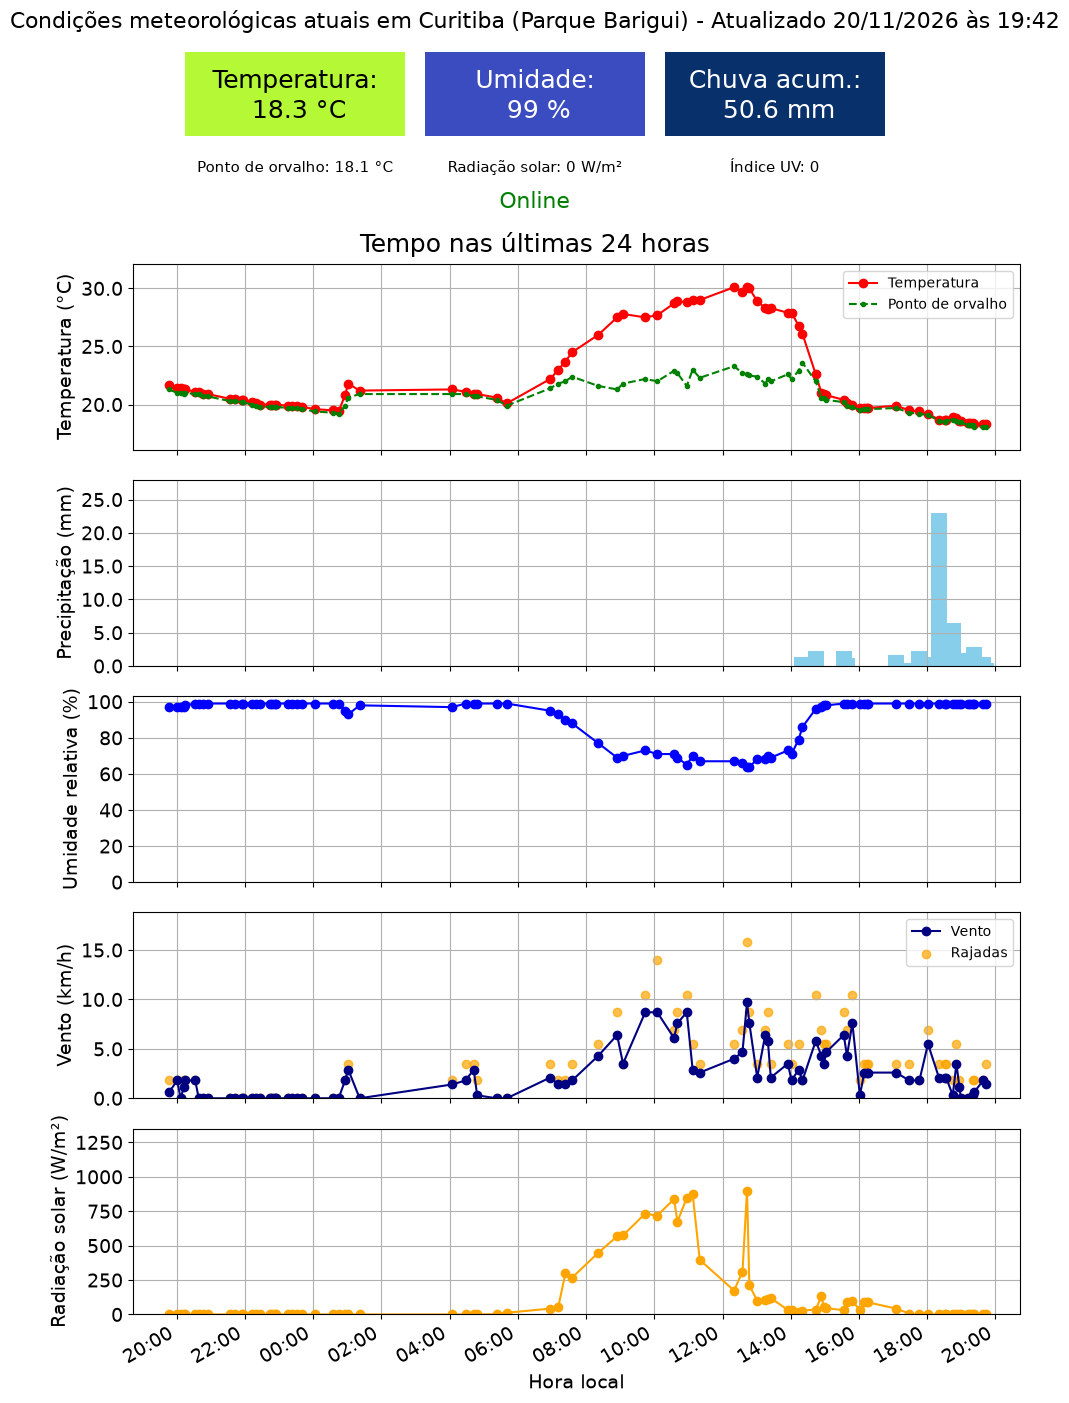 Condições meteorológicas atuais em Curitiba (Parque Barigui) - Atualizado 20/11/2026 às 19:42
Temperatura:
18.3 °C
Umidade:
99 %
Chuva acum.:
50.6 mm
Ponto de orvalho: 18.1 °C
Radiação solar: 0 W/m²
Índice UV: 0
Online
Tempo nas últimas 24 horas
Temperatura (°C)
30.0
25.0
20.0
Temperatura
Ponto de orvalho
Precipitação (mm)
25.0
20.0
15.0
10.0
5.0
0.0
Umidade relativa (%)
100
80
60
40
20
0
Vento (km/h)
15.0
10.0
5.0
0.0
Vento
Rajadas
Radiação solar (W/m²)
1250
1000
750
500
250
0
20:00
22:00
00:00
02:00
04:00
06:00
08:00
10:00
12:00
14:00
16:00
18:00
20:00
Hora local